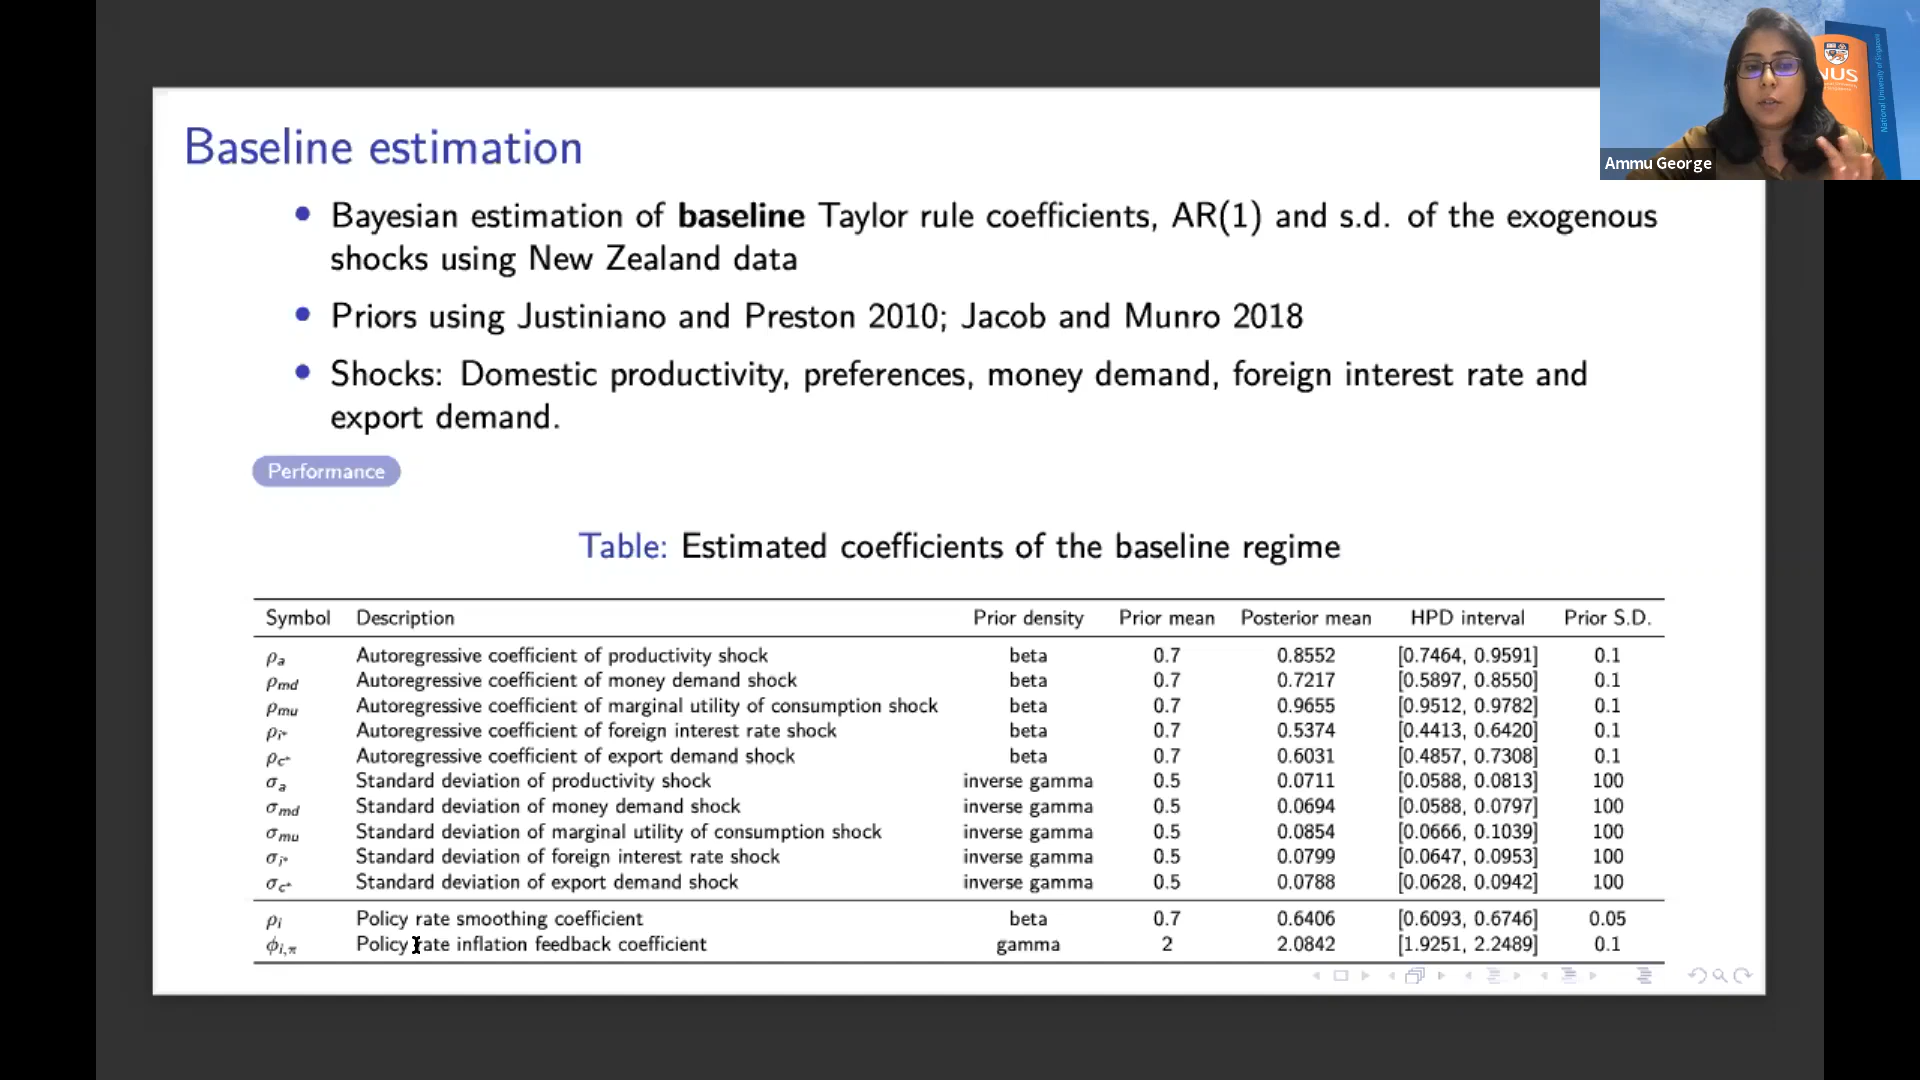 NUS
National University of Singapore
Ammu George
Baseline estimation
• Bayesian estimation of baseline Taylor rule coefficients, AR(1) and s.d. of the exogenous
shocks using New Zealand data
• Priors using Justiniano and Preston 2010; Jacob and Munro 2018
• Shocks: Domestic productivity, preferences, money demand, foreign interest rate and
export demand.
Performance
Table: Estimated coefficients of the baseline regime
Symbol Description Prior density Prior mean Posterior mean HPD interval Prior S.D.
ρa Autoregressive coefficient of productivity shock beta 0.7 0.8552 [0.7464, 0.9591] 0.1
ρmd Autoregressive coefficient of money demand shock beta 0.7 0.7217 [0.5897, 0.8550] 0.1
ρmu Autoregressive coefficient of marginal utility of consumption shock beta 0.7 0.9655 [0.9512, 0.9782] 0.1
ρi* Autoregressive coefficient of foreign interest rate shock beta 0.7 0.5374 [0.4413, 0.6420] 0.1
ρc* Autoregressive coefficient of export demand shock beta 0.7 0.6031 [0.4857, 0.7308] 0.1
σa Standard deviation of productivity shock inverse gamma 0.5 0.0711 [0.0588, 0.0813] 100
σmd Standard deviation of money demand shock inverse gamma 0.5 0.0694 [0.0588, 0.0797] 100
σmu Standard deviation of marginal utility of consumption shock inverse gamma 0.5 0.0854 [0.0666, 0.1039] 100
σi* Standard deviation of foreign interest rate shock inverse gamma 0.5 0.0799 [0.0647, 0.0953] 100
σc* Standard deviation of export demand shock inverse gamma 0.5 0.0788 [0.0628, 0.0942] 100
ρi Policy rate smoothing coefficient beta 0.7 0.6406 [0.6093, 0.6746] 0.05
ϕi,π Policy rate inflation feedback coefficient gamma 2 2.0842 [1.9251, 2.2489] 0.1